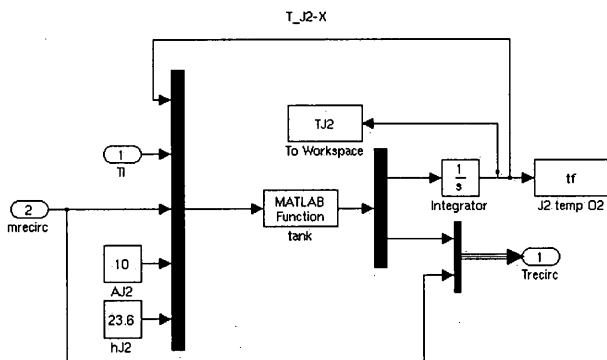 T_J2-X
TJ2
To Workspace
1
TI
MATLAB
Function
tank
1
s
Integrator
tf
J2 temp O2
2
mrecirc
10
AJ2
23.6
hJ2
1
Trecirc